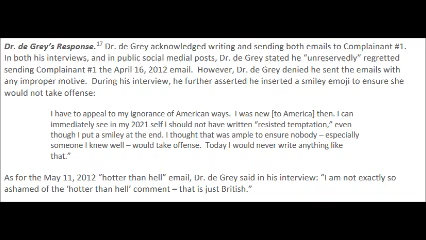 Dr. de Grey's Response.17 Dr. de Grey acknowledged writing and sending both emails to Complainant #1.
In both his interviews, and in public social medial posts, Dr. de Grey stated he "unreservedly" regretted
sending Complainant #1 the April 16, 2012 email. However, Dr. de Grey denied he sent the emails with
any improper motive. During his interview, he further asserted he inserted a smiley emoji to ensure she
would not take offense:
I have to appeal to my ignorance of American ways. I was new [to America] then. I can
immediately see in my 2021 self I should not have written "resisted temptation," even
though I put a smiley at the end. I thought that was ample to ensure nobody – especially
someone I knew well – would take offense. Today I would never write anything like
that."
As for the May 11, 2012 "hotter than hell" email, Dr. de Grey said in his interview: "I am not exactly so
ashamed of the 'hotter than hell' comment – that is just British."